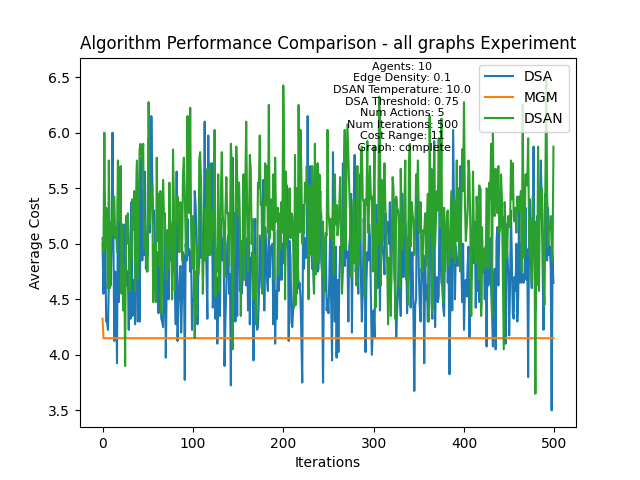 Algorithm Performance Comparison - all graphs Experiment
Agents: 10
Edge Density: 0.1
DSAN Temperature: 10.0
DSA Threshold: 0.75
Num Actions: 5
Num Iterations: 500
Cost Range: 11
Graph: complete
DSA
MGM
DSAN
Average Cost
6.5
6.0
5.5
5.0
4.5
4.0
3.5
0
100
200
300
400
500
Iterations